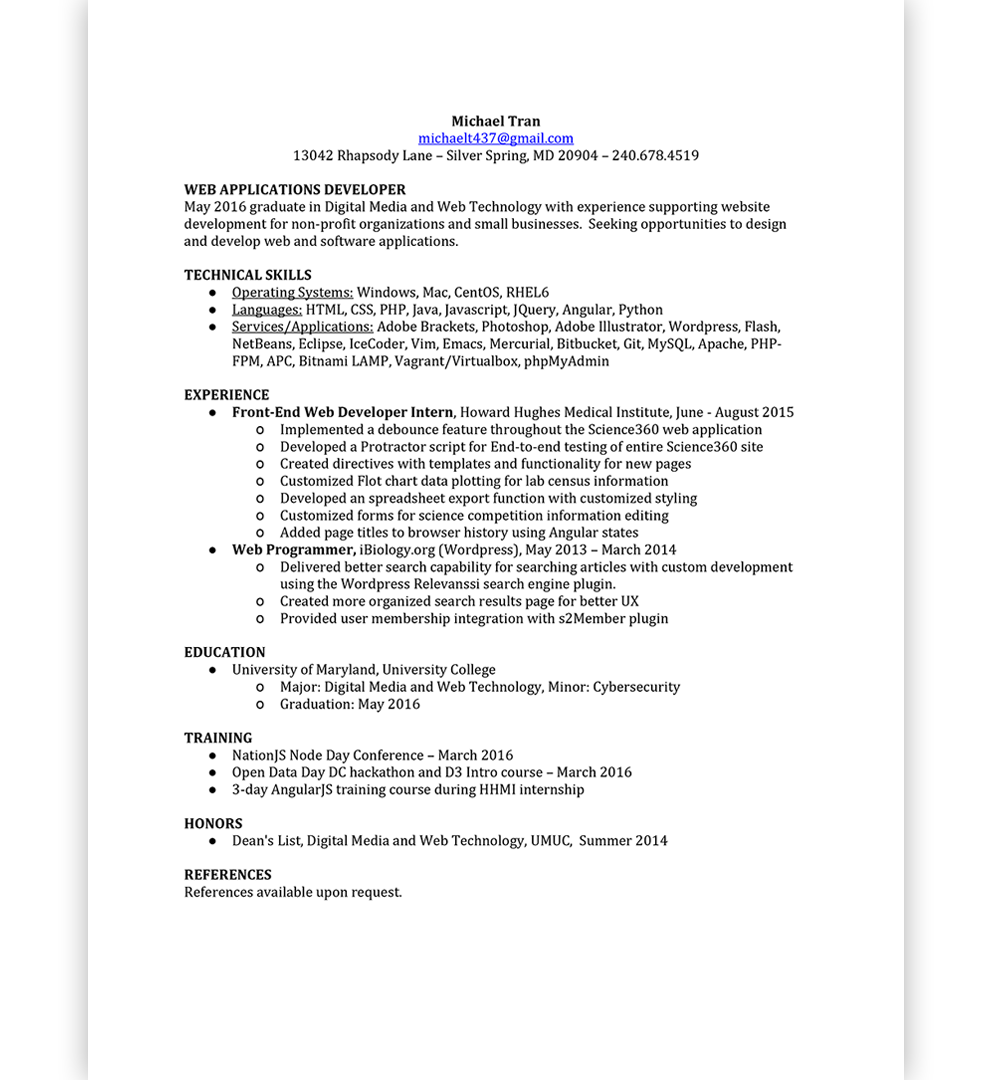 Michael Tran
michaelt437@gmail.com
13042 Rhapsody Lane – Silver Spring, MD 20904 – 240.678.4519
WEB APPLICATIONS DEVELOPER
May 2016 graduate in Digital Media and Web Technology with experience supporting website
development for non-profit organizations and small businesses.  Seeking opportunities to design
and develop web and software applications.
TECHNICAL SKILLS
● Operating Systems: Windows, Mac, CentOS, RHEL6
● Languages: HTML, CSS, PHP, Java, Javascript, JQuery, Angular, Python
● Services/Applications: Adobe Brackets, Photoshop, Adobe Illustrator, Wordpress, Flash,
NetBeans, Eclipse, IceCoder, Vim, Emacs, Mercurial, Bitbucket, Git, MySQL, Apache, PHP-
FPM, APC, Bitnami LAMP, Vagrant/Virtualbox, phpMyAdmin
EXPERIENCE
● Front-End Web Developer Intern, Howard Hughes Medical Institute, June - August 2015
o Implemented a debounce feature throughout the Science360 web application
o Developed a Protractor script for End-to-end testing of entire Science360 site
o Created directives with templates and functionality for new pages
o Customized Flot chart data plotting for lab census information
o Developed an spreadsheet export function with customized styling
o Customized forms for science competition information editing
o Added page titles to browser history using Angular states
● Web Programmer, iBiology.org (Wordpress), May 2013 – March 2014
o Delivered better search capability for searching articles with custom development
using the Wordpress Relevanssi search engine plugin.
o Created more organized search results page for better UX
o Provided user membership integration with s2Member plugin
EDUCATION
● University of Maryland, University College
o Major: Digital Media and Web Technology, Minor: Cybersecurity
o Graduation: May 2016
TRAINING
● NationJS Node Day Conference – March 2016
● Open Data Day DC hackathon and D3 Intro course – March 2016
● 3-day AngularJS training course during HHMI internship
HONORS
● Dean's List, Digital Media and Web Technology, UMUC,  Summer 2014
REFERENCES
References available upon request.